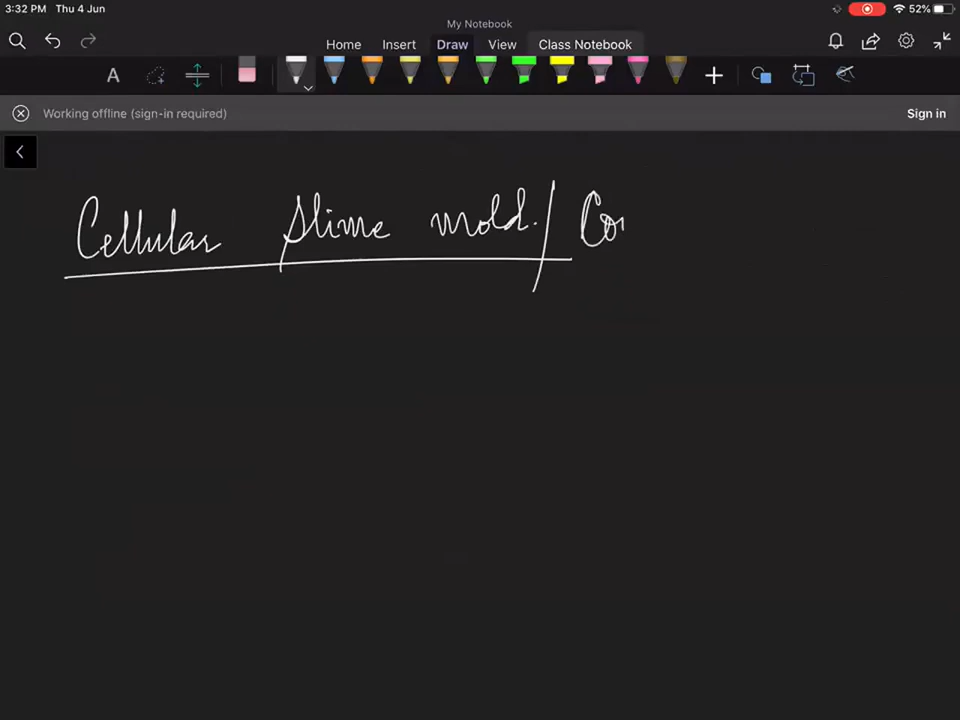 3:32 PM Thu 4 Jun
52%
My Notebook
Home Insert Draw View Class Notebook
A
Working offline (sign-in required) Sign in
Cellular Slime mold. / Cor